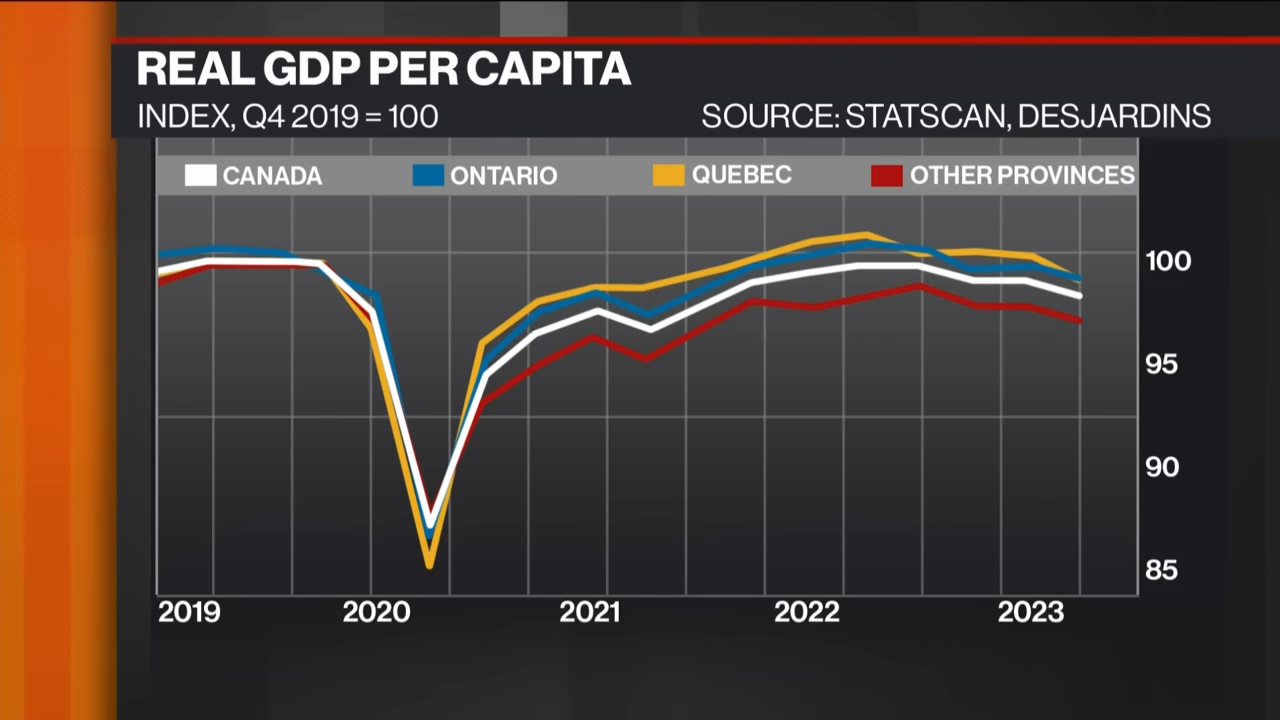 REAL GDP PER CAPITA
INDEX, Q4 2019 = 100
SOURCE: STATSCAN, DESJARDINS
CANADA
ONTARIO
QUEBEC
OTHER PROVINCES
100
95
90
85
2019
2020
2021
2022
2023